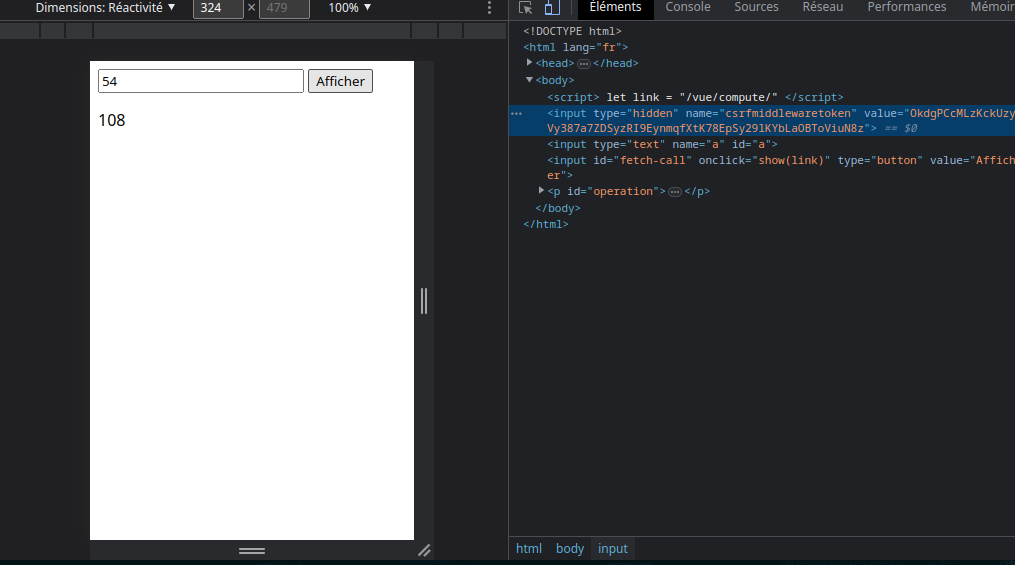 Dimensions: Réactivité ▼ 324 × 479 100% ▼
Éléments Console Sources Réseau Performances Mémoir
54 Afficher
108
<!DOCTYPE html>
<html lang="fr">
▶<head>…</head>
▼<body>
<script> let link = "/vue/compute/" </script>
<input type="hidden" name="csrfmiddlewaretoken" value="OkdgPCcMLzKckUzy
Vy387a7ZDSyzRI9EynmqfXtK78EpSy29lKYbLaOBToViuN8z"> == $0
<input type="text" name="a" id="a">
<input id="fetch-call" onclick="show(link)" type="button" value="Affich
er">
▶<p id="operation">…</p>
</body>
</html>
html body input